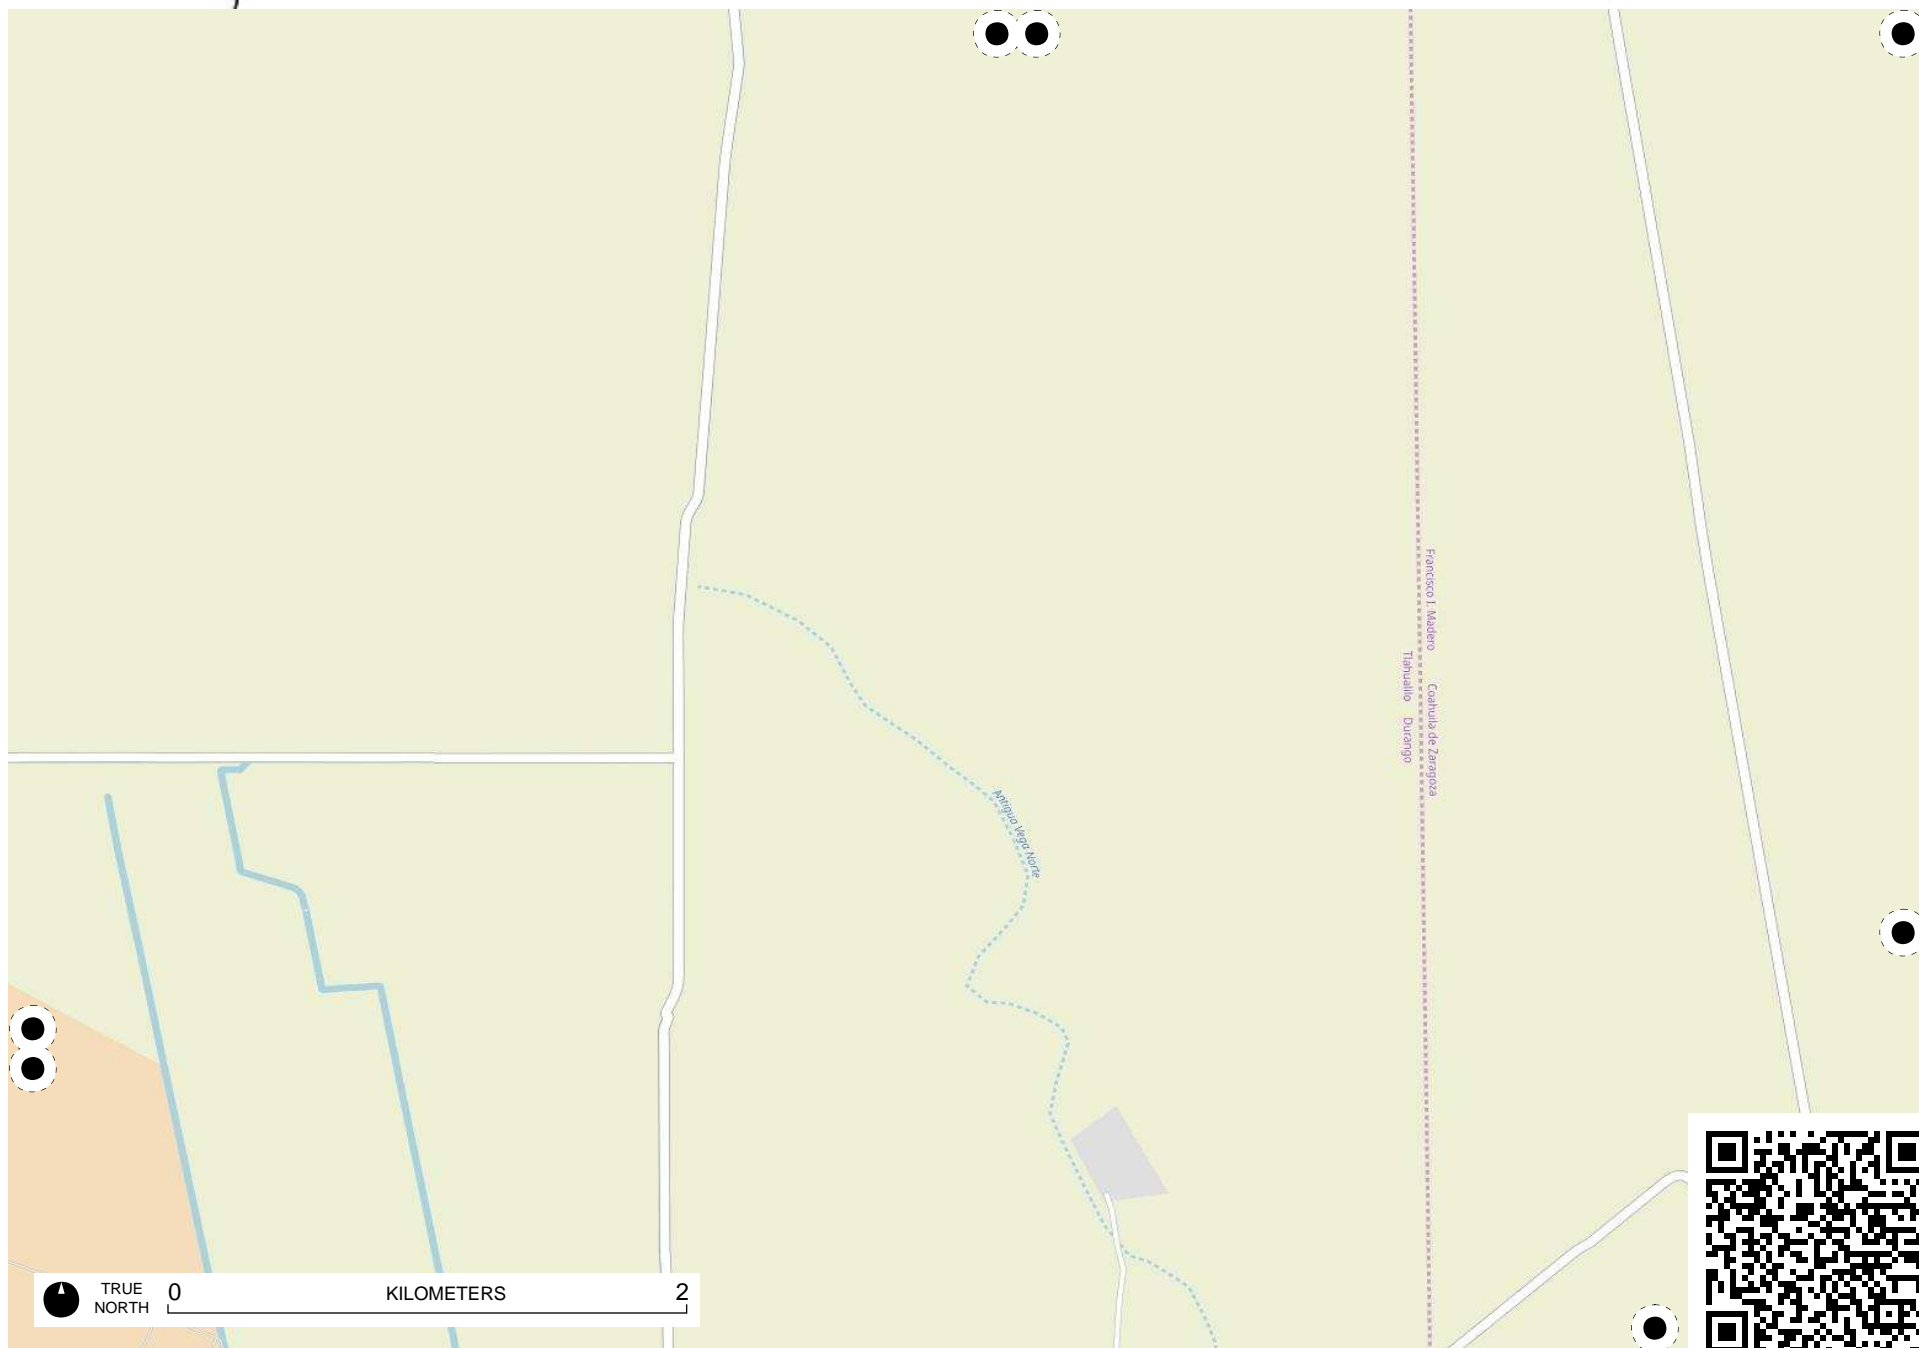 Francisco I. Madero Coahuila de Zaragoza
Tlahualilo Durango
Antigua Vega Norte
TRUE
NORTH
0 KILOMETERS 2